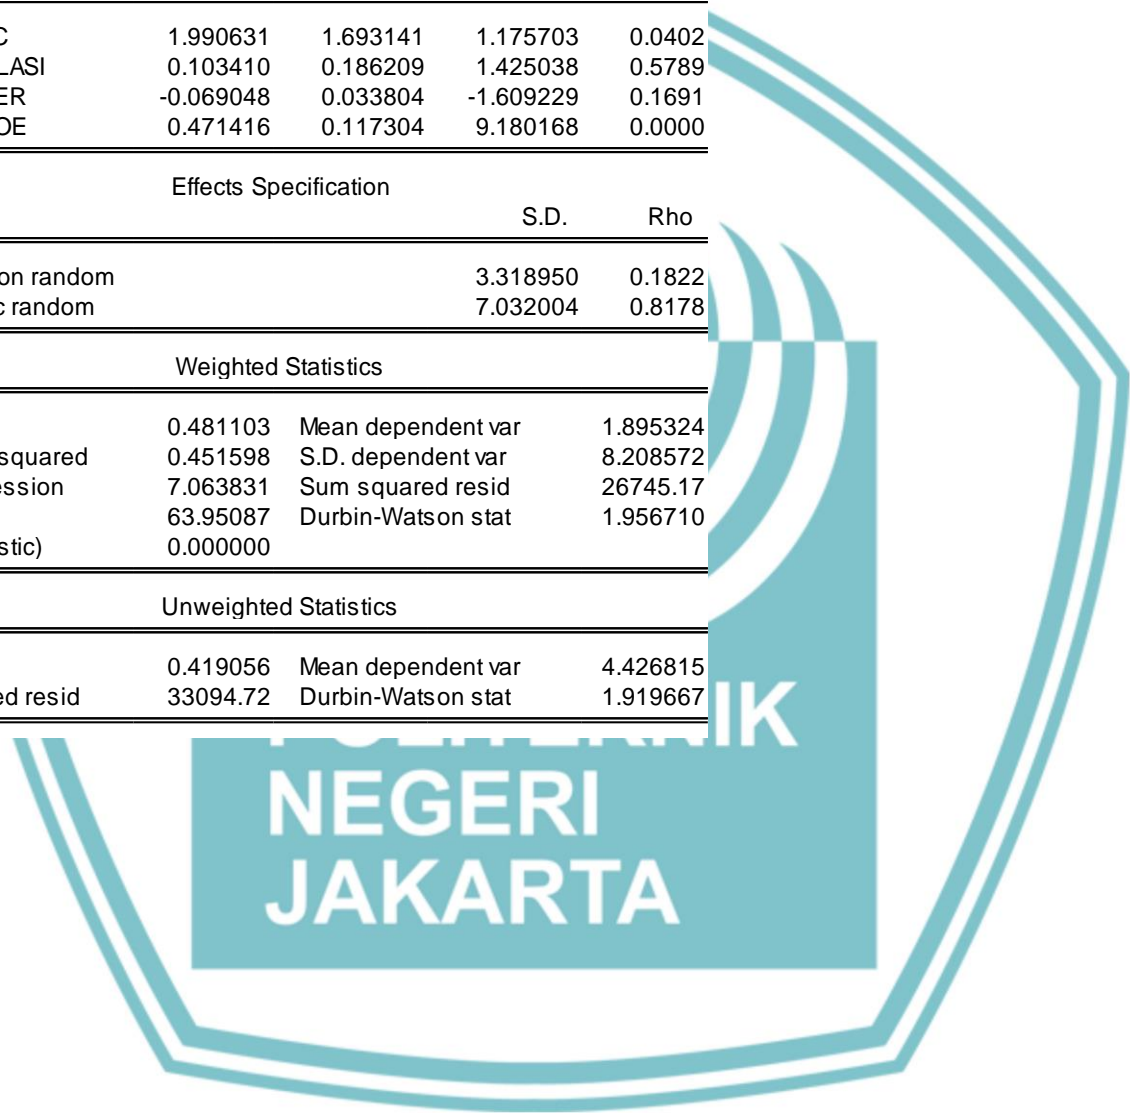 C 1.990631 1.693141 1.175703 0.0402
LASI 0.103410 0.186209 1.425038 0.5789
ER -0.069048 0.033804 -1.609229 0.1691
OE 0.471416 0.117304 9.180168 0.0000
Effects Specification
S.D. Rho
on random 3.318950 0.1822
c random 7.032004 0.8178
Weighted Statistics
0.481103 Mean dependent var 1.895324
squared 0.451598 S.D. dependent var 8.208572
ession 7.063831 Sum squared resid 26745.17
63.95087 Durbin-Watson stat 1.956710
stic) 0.000000
Unweighted Statistics
0.419056 Mean dependent var 4.426815
ed resid 33094.72 Durbin-Watson stat 1.919667
POLITEKNIK
NEGERI
JAKARTA